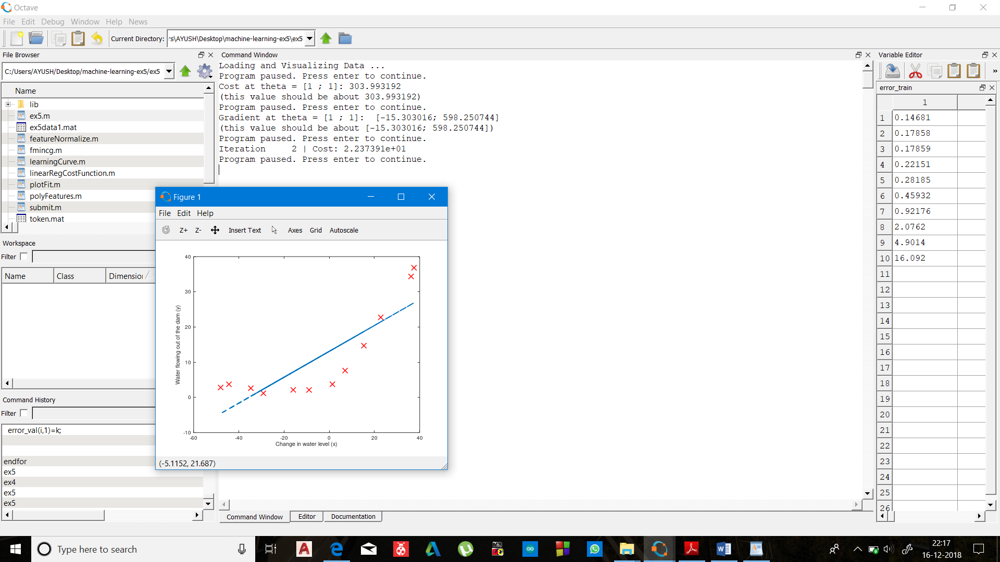 Octave
File Edit Debug Window Help News
Current Directory: rs\AYUSH\Desktop\machine-learning-ex5\ex5
File Browser
C:/Users/AYUSH/Desktop/machine-learning-ex5/ex5
Name
lib
ex5.m
ex5data1.mat
featureNormalize.m
fmincg.m
learningCurve.m
linearRegCostFunction.m
plotFit.m
polyFeatures.m
submit.m
token.mat
Workspace
Filter
Name Class Dimension
Command History
Filter
error_val(i,1)=k;
endfor
ex5
ex4
ex5
ex5
Command Window
Loading and Visualizing Data ...
Program paused. Press enter to continue.
Cost at theta = [1 ; 1]: 303.993192
(this value should be about 303.993192)
Program paused. Press enter to continue.
Gradient at theta = [1 ; 1]:  [-15.303016; 598.250744]
(this value should be about [-15.303016; 598.250744])
Program paused. Press enter to continue.
Iteration     2 | Cost: 2.237391e+01
Program paused. Press enter to continue.
Figure 1
File Edit Help
Z+ Z- Insert Text Axes Grid Autoscale
40
30
20
10
0
-10
Water flowing out of the dam (y)
-60 -40 -20 0 20 40
Change in water level (x)
(-5.1152, 21.687)
Command Window Editor Documentation
Variable Editor
»
error_train
1
1 0.14681
2 0.17858
3 0.17859
4 0.22151
5 0.28185
6 0.45932
7 0.92176
8 2.0762
9 4.9014
10 16.092
11
12
13
14
15
16
17
18
19
20
21
22
23
24
25
26
Type here to search
22:17
16-12-2018